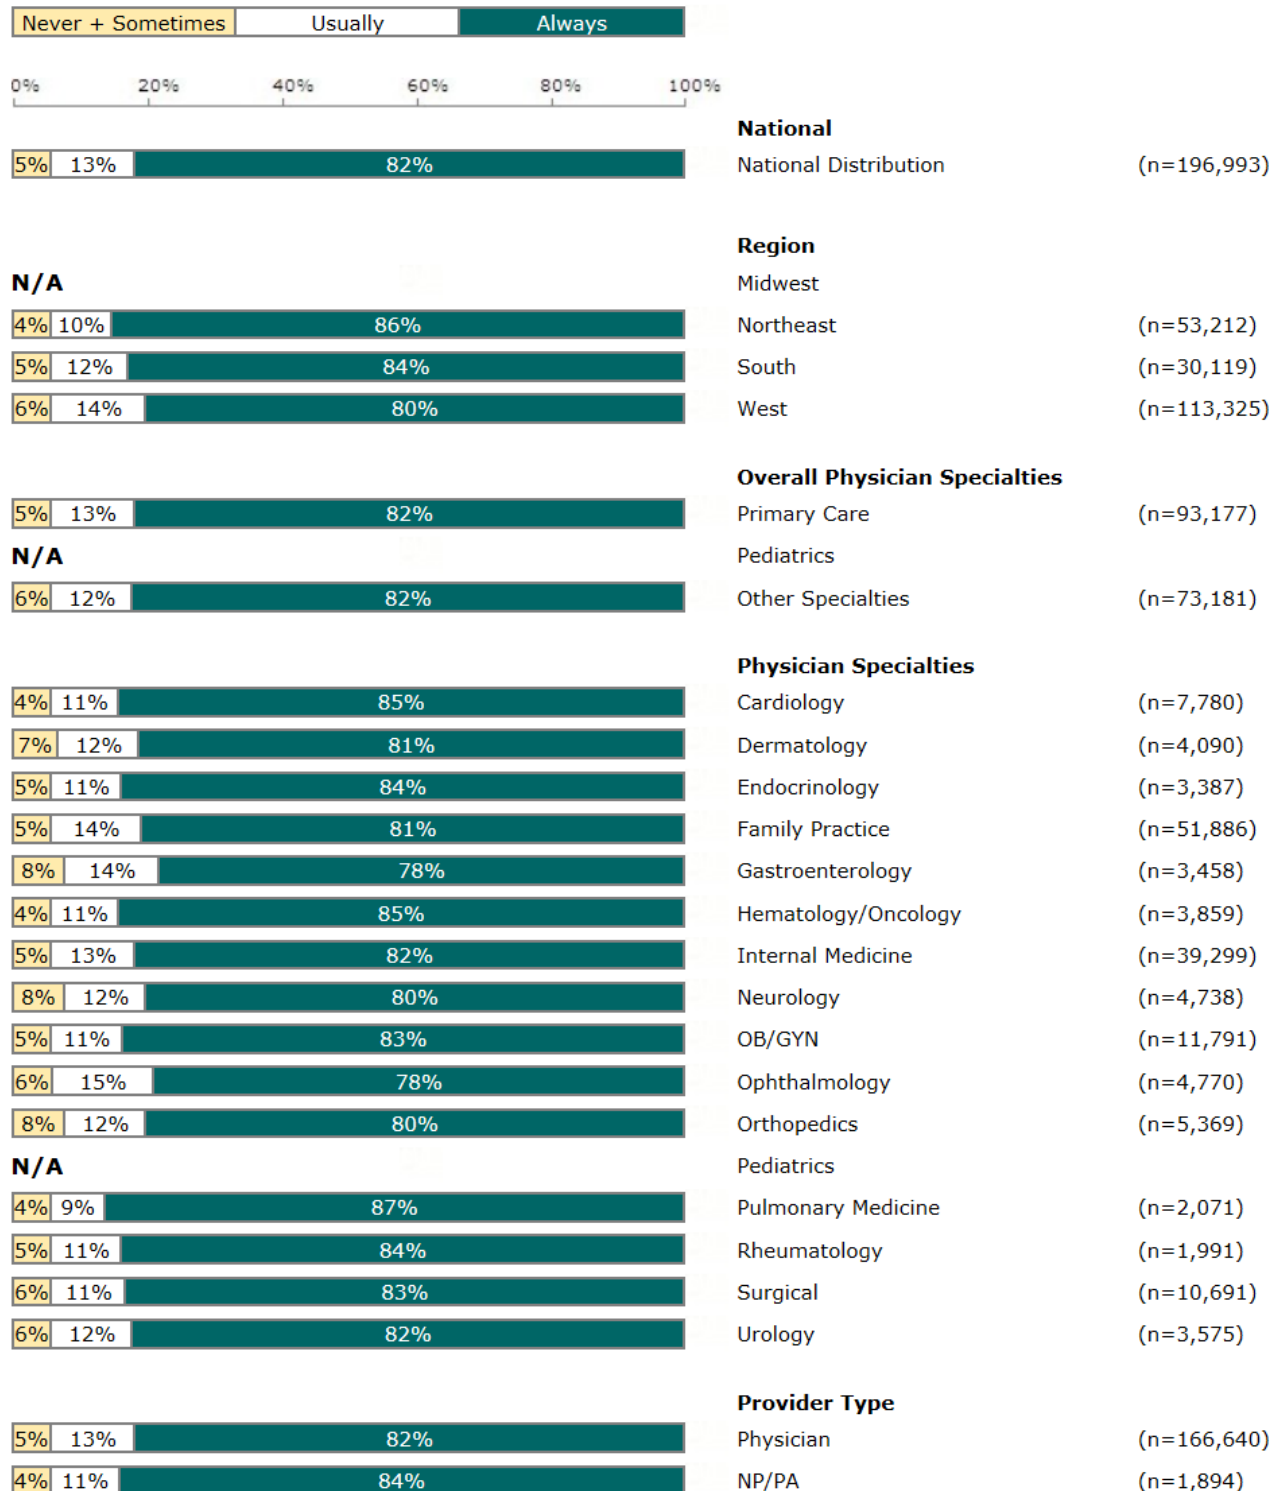 Never + Sometimes Usually Always
0% 20% 40% 60% 80% 100%
National
5% 13% 82% National Distribution (n=196,993)
Region
N/A Midwest
4% 10% 86% Northeast (n=53,212)
5% 12% 84% South (n=30,119)
6% 14% 80% West (n=113,325)
Overall Physician Specialties
5% 13% 82% Primary Care (n=93,177)
N/A Pediatrics
6% 12% 82% Other Specialties (n=73,181)
Physician Specialties
4% 11% 85% Cardiology (n=7,780)
7% 12% 81% Dermatology (n=4,090)
5% 11% 84% Endocrinology (n=3,387)
5% 14% 81% Family Practice (n=51,886)
8% 14% 78% Gastroenterology (n=3,458)
4% 11% 85% Hematology/Oncology (n=3,859)
5% 13% 82% Internal Medicine (n=39,299)
8% 12% 80% Neurology (n=4,738)
5% 11% 83% OB/GYN (n=11,791)
6% 15% 78% Ophthalmology (n=4,770)
8% 12% 80% Orthopedics (n=5,369)
N/A Pediatrics
4% 9% 87% Pulmonary Medicine (n=2,071)
5% 11% 84% Rheumatology (n=1,991)
6% 11% 83% Surgical (n=10,691)
6% 12% 82% Urology (n=3,575)
Provider Type
5% 13% 82% Physician (n=166,640)
4% 11% 84% NP/PA (n=1,894)